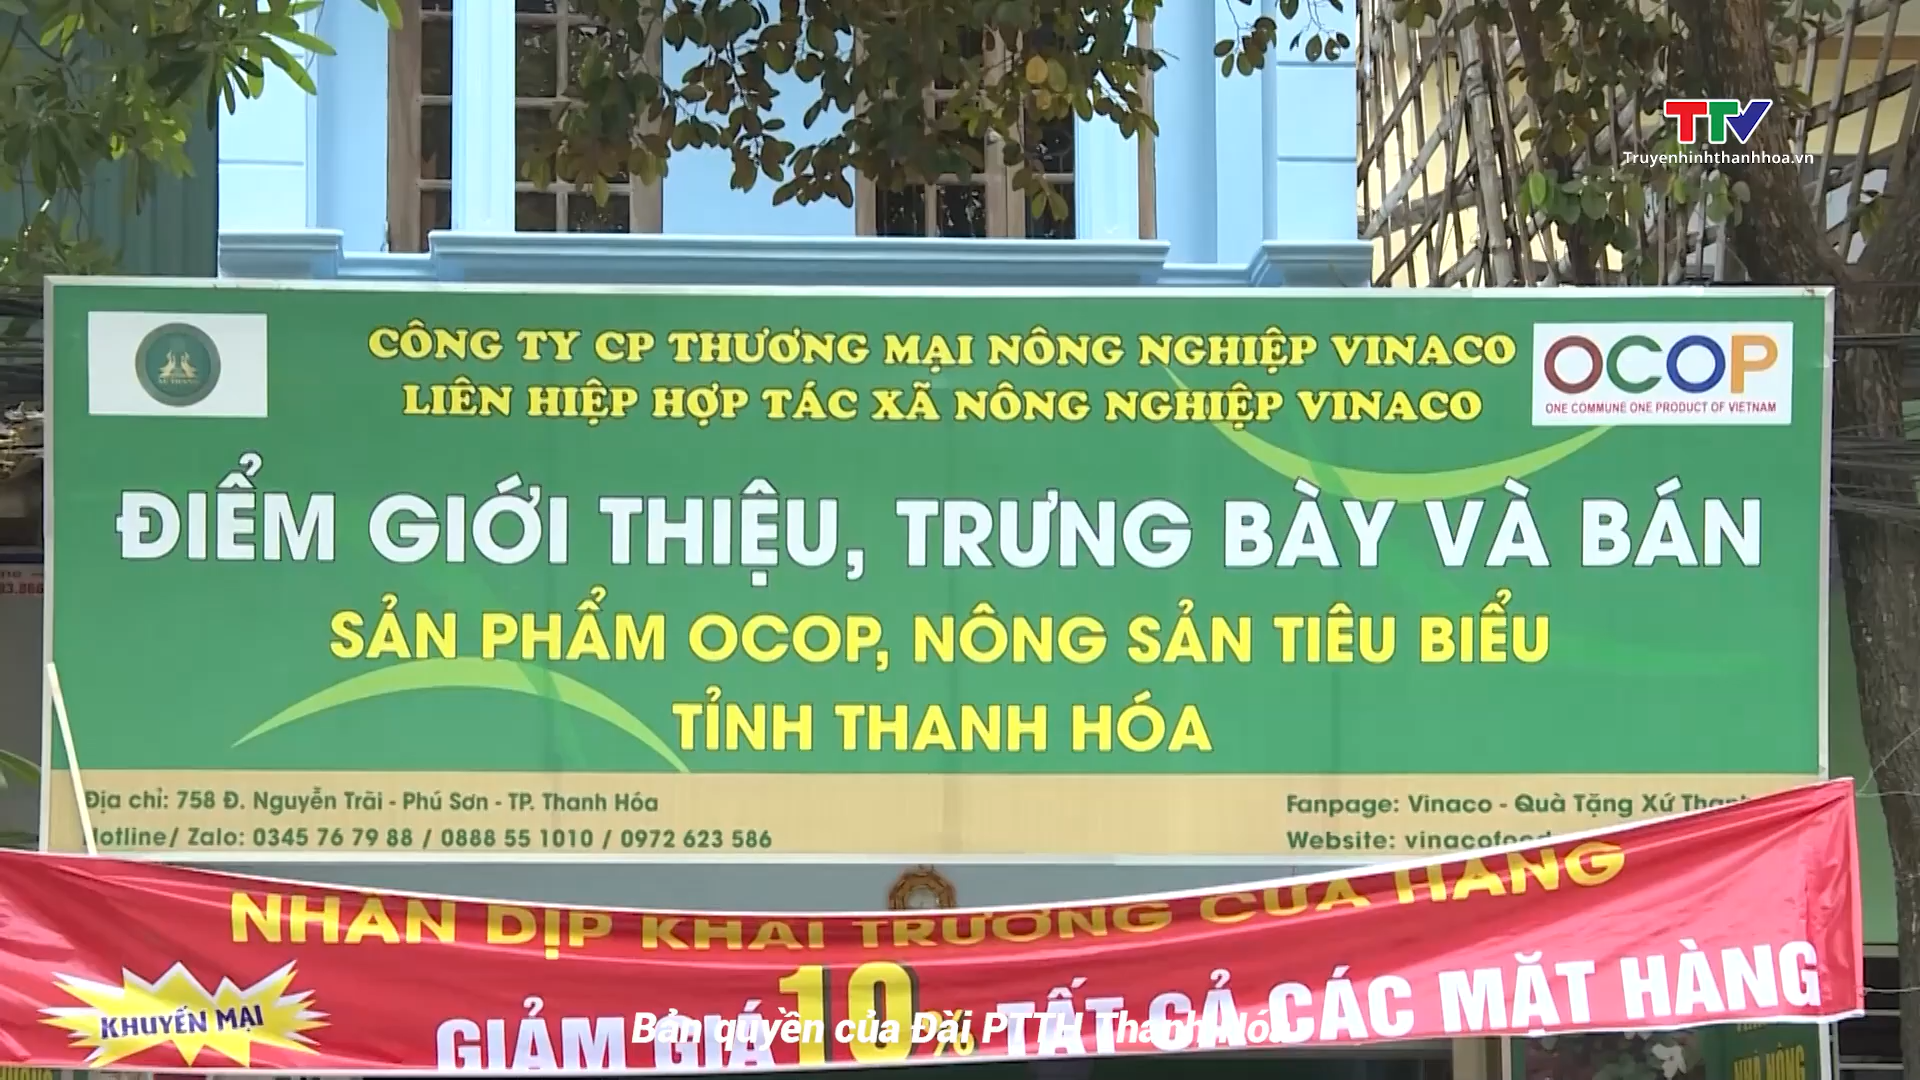 TTV
Truyenhinhthanhhoa.vn
CÔNG TY CP THƯƠNG MẠI NÔNG NGHIỆP VINACO
LIÊN HIỆP HỢP TÁC XÃ NÔNG NGHIỆP VINACO
OCOP
ONE COMMUNE ONE PRODUCT OF VIETNAM
ĐIỂM GIỚI THIỆU, TRƯNG BÀY VÀ BÁN
SẢN PHẨM OCOP, NÔNG SẢN TIÊU BIỂU
TỈNH THANH HÓA
Địa chỉ: 758 Đ. Nguyễn Trãi - Phú Sơn - TP. Thanh Hóa
Hotline/ Zalo: 0345 76 79 88 / 0888 55 1010 / 0972 623 586
Fanpage: Vinaco - Quà Tặng Xứ
Website:
NHÂN DỊP KHAI TRƯƠNG CỬA HÀNG
KHUYẾN MẠI
GIẢM GIÁ 10% TẤT CẢ CÁC MẶT HÀNG
Bản quyền của Đài PTTH Thanh Hóa